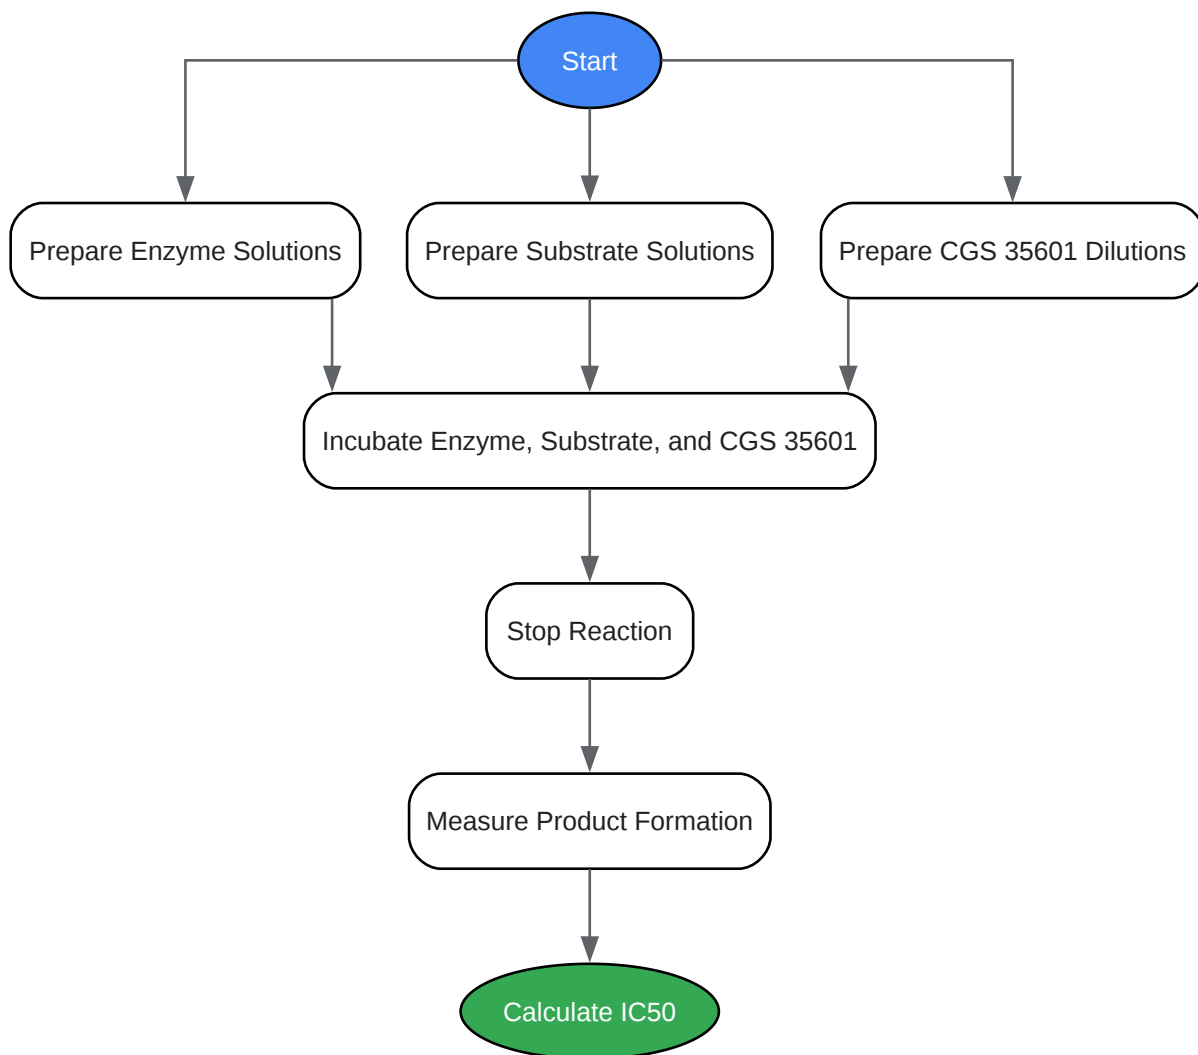 Start
Prepare Enzyme Solutions
Prepare Substrate Solutions
Prepare CGS 35601 Dilutions
Incubate Enzyme, Substrate, and CGS 35601
Stop Reaction
Measure Product Formation
Calculate IC50